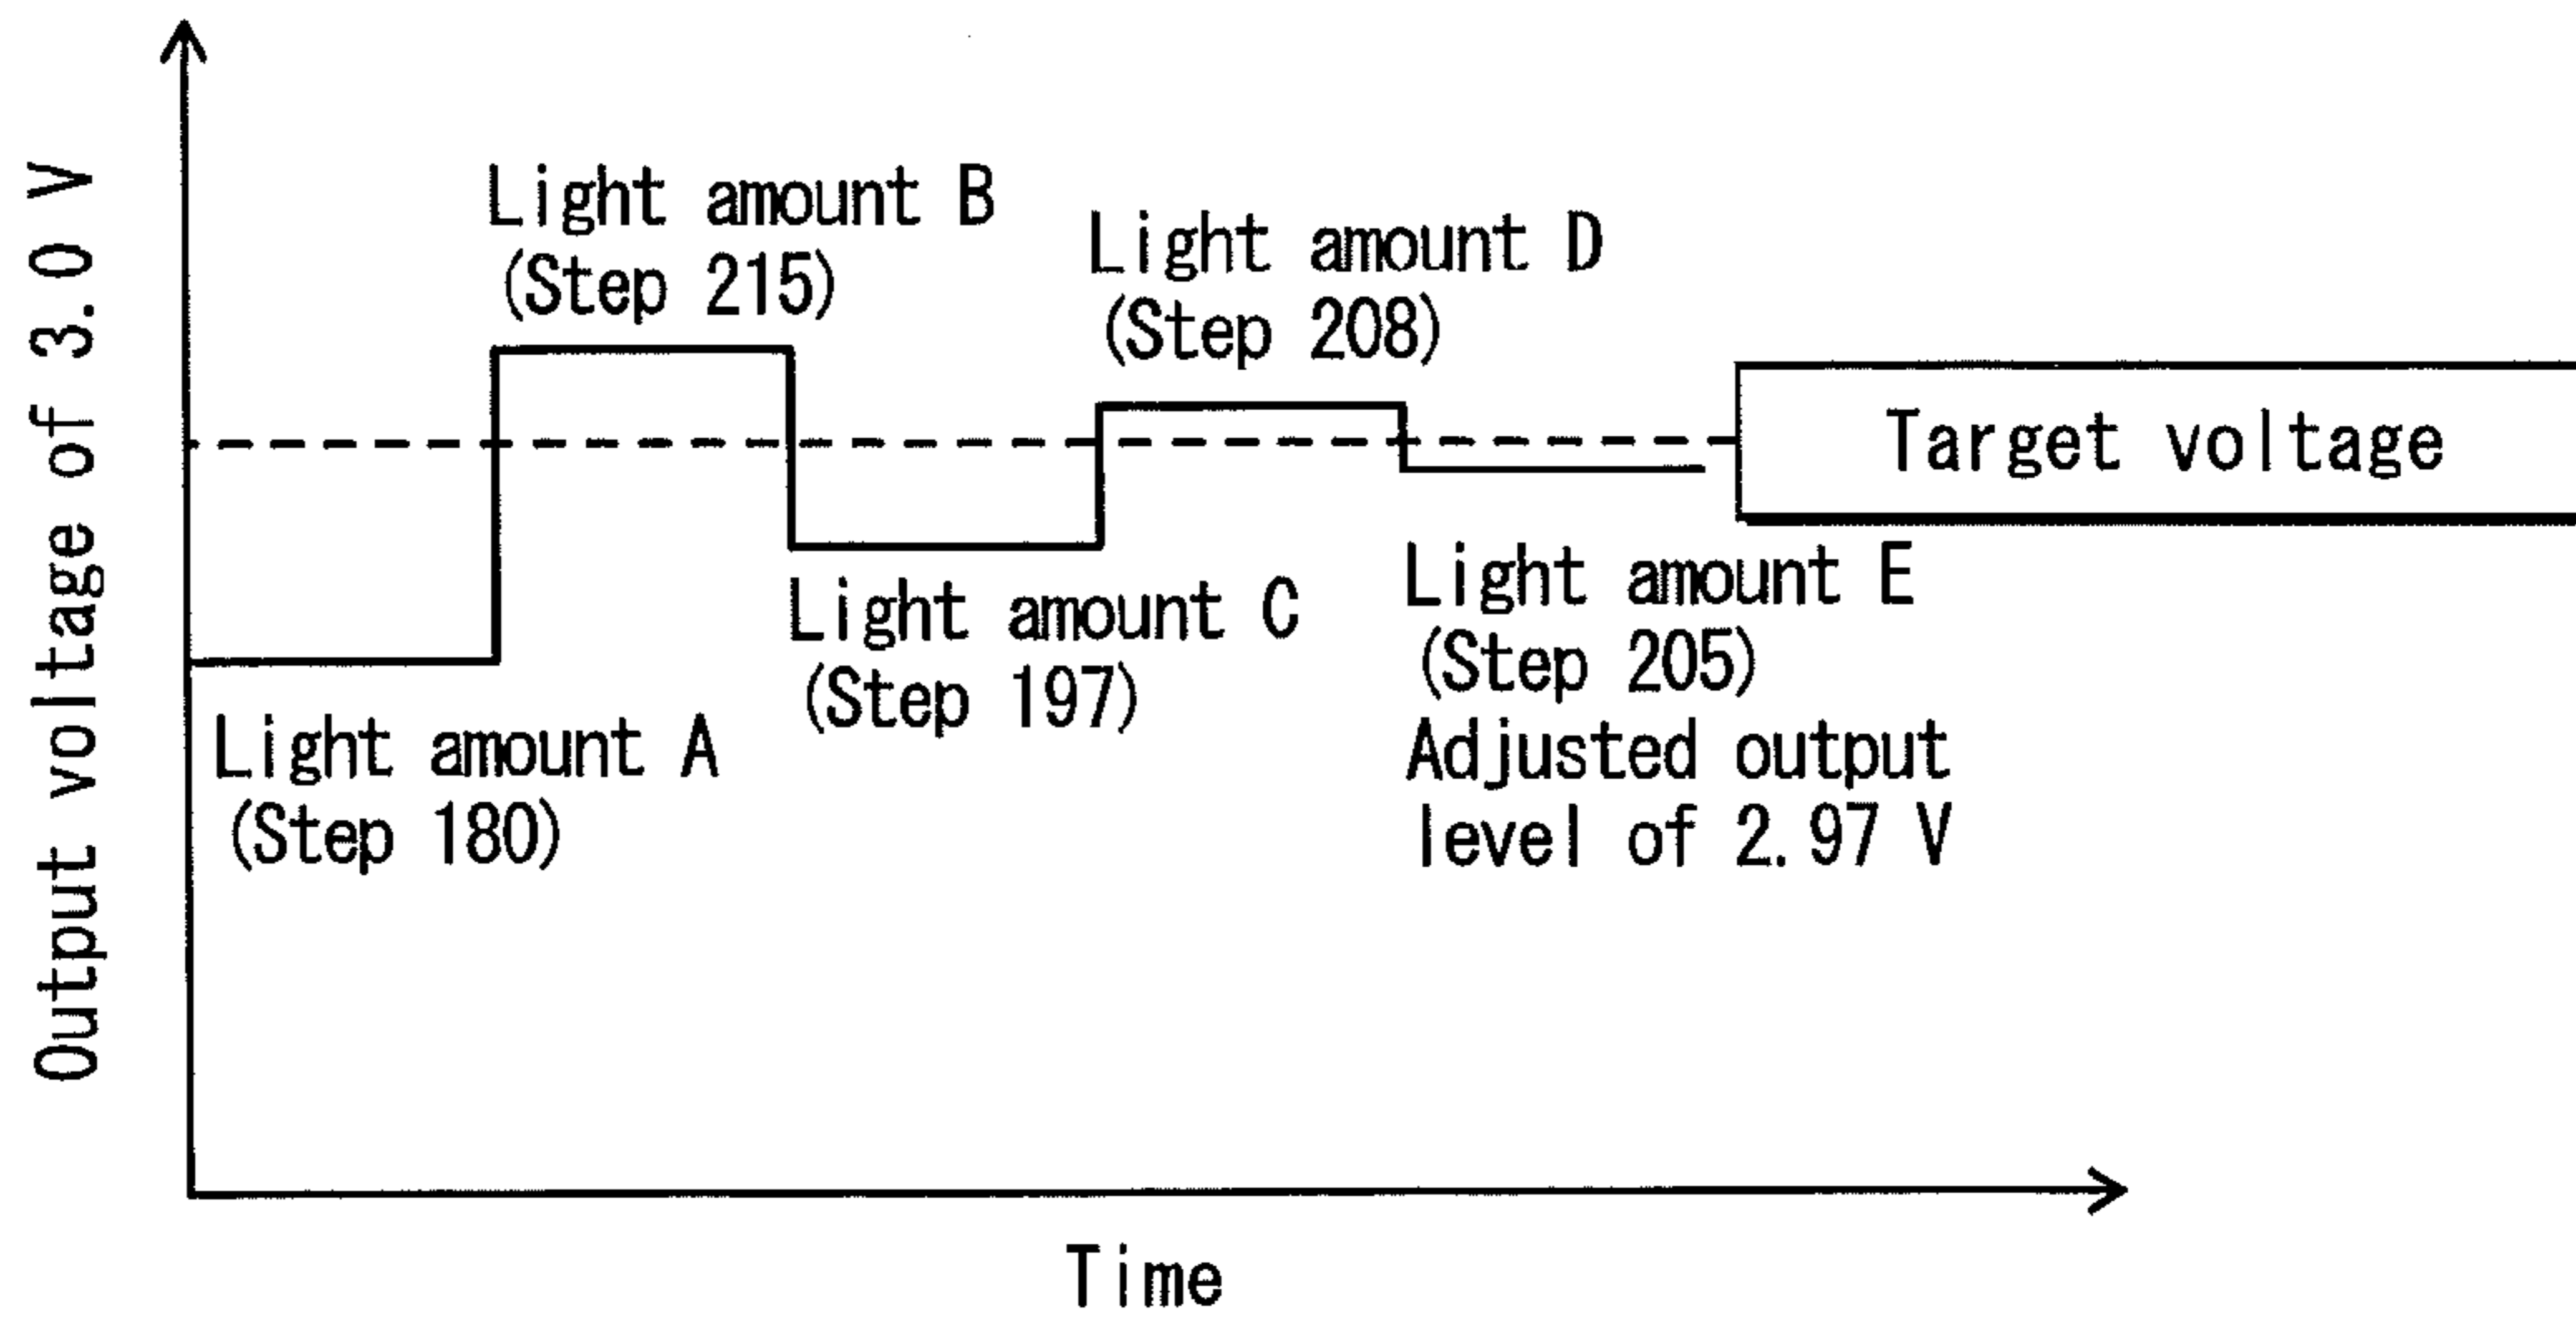 Output voltage of 3.0 V
Light amount B
(Step 215)
Light amount D
(Step 208)
Target voltage
Light amount C
(Step 197)
Light amount E
(Step 205)
Adjusted output
level of 2.97 V
Light amount A
(Step 180)
Time